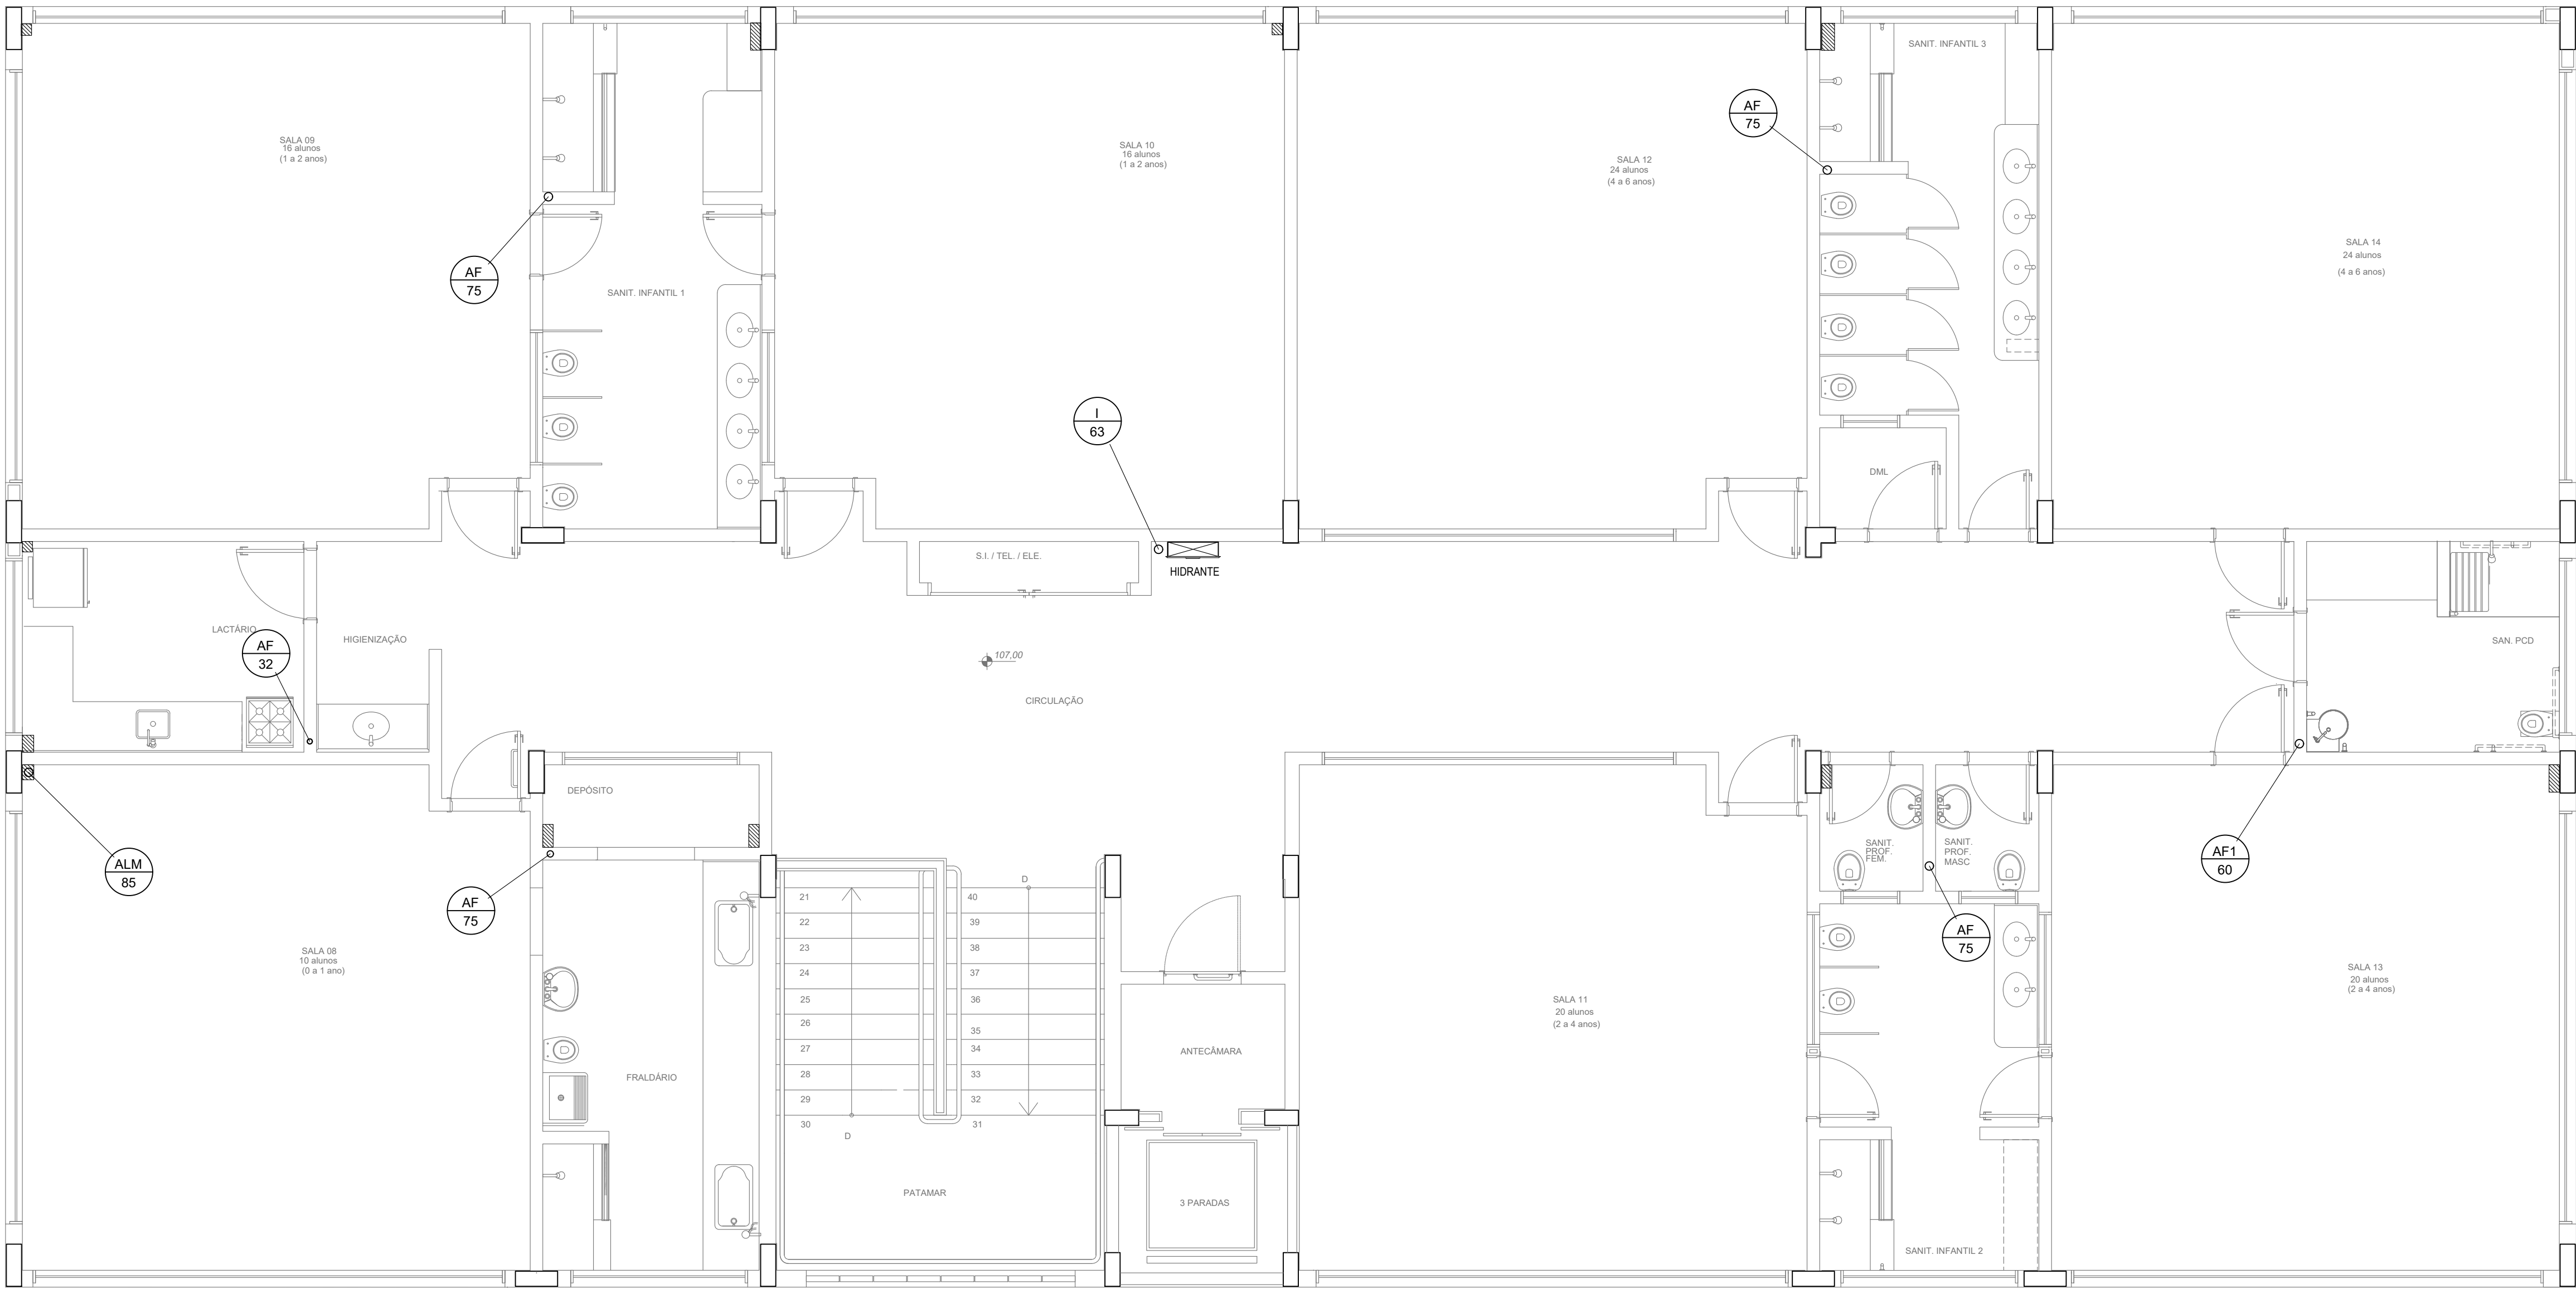 SANIT. INFANTIL 3
AF
75
SALA 09
16 alunos
(1 a 2 anos)
SALA 10
16 alunos
(1 a 2 anos)
SALA 12
24 alunos
(4 a 6 anos)
SALA 14
24 alunos
(4 a 6 anos)
AF
75
SANIT. INFANTIL 1
I
63
DML
S.I. / TEL. / ELE.
HIDRANTE
LACTÁRIO
HIGIENIZAÇÃO
AF
32
SAN. PCD
107,00
CIRCULAÇÃO
DEPÓSITO
ALM
85
AF
75
SANIT.
PROF.
FEM.
SANIT.
PROF.
MASC
AF1
60
AF
75
D
21
22
23
24
25
26
27
28
29
30
40
39
38
37
36
35
34
33
32
31
D
SALA 08
10 alunos
(0 a 1 ano)
SALA 11
20 alunos
(2 a 4 anos)
SALA 13
20 alunos
(2 a 4 anos)
FRALDÁRIO
ANTECÂMARA
PATAMAR
3 PARADAS
SANIT. INFANTIL 2